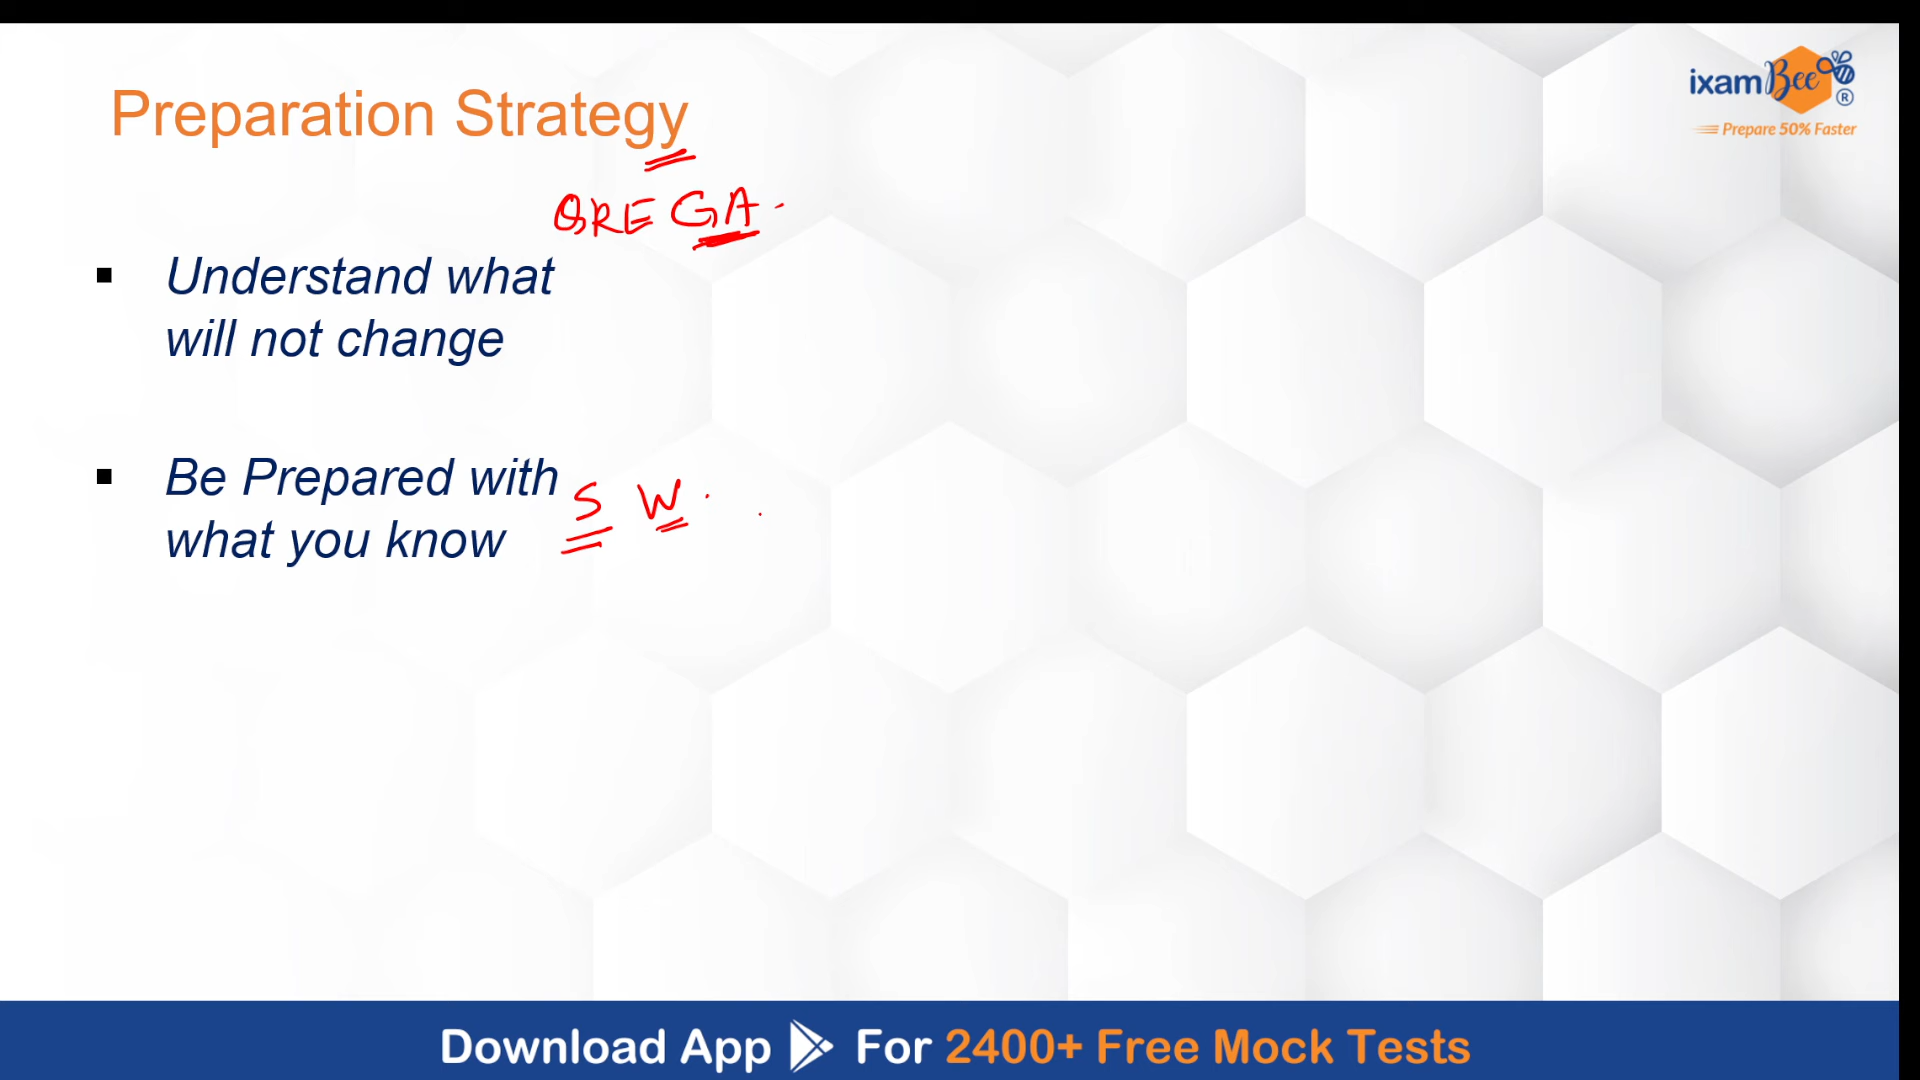 Preparation Strategy
ixamBee®
Prepare 50% Faster
QRE GA
▪ Understand what
will not change
▪ Be Prepared with
what you know
S W
Download App For 2400+ Free Mock Tests